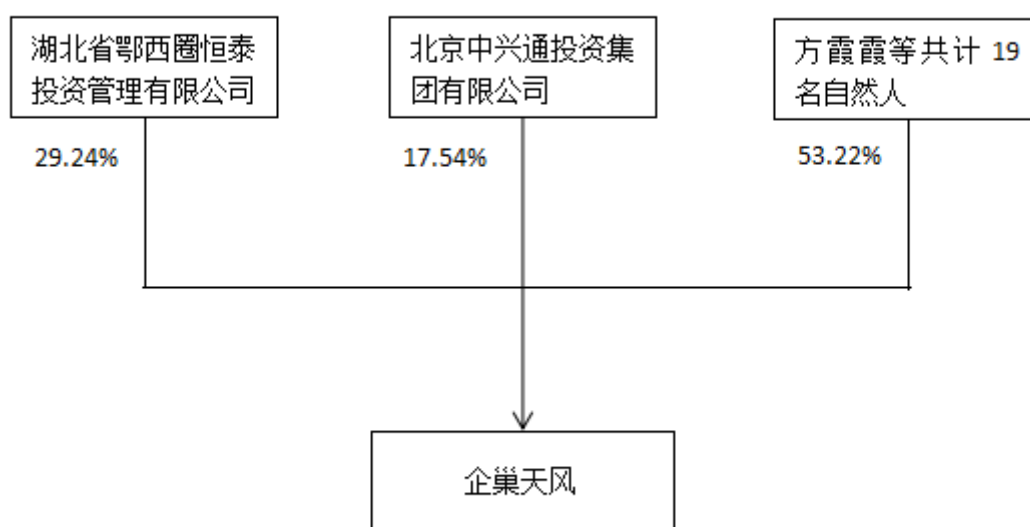 湖北省鄂西圈恒泰
投资管理有限公司
北京中兴通投资集
团有限公司
方霞霞等共计 19
名自然人
29.24%
17.54%
53.22%
企巢天风